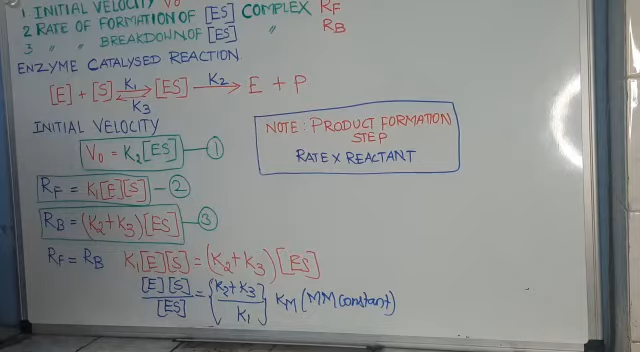 1 INITIAL VELOCITY V0
2 RATE OF FORMATION OF [ES] COMPLEX RF
3 " " BREAKDOWN OF [ES] " RB
ENZYME CATALYSED REACTION
[E] + [S] ⇌ [ES] → E + P
K1 K3 K2
INITIAL VELOCITY
V0 = K2[ES] 1
RF = K1[E][S] - 2
RB = (K2+K3)[ES] 3
RF = RB K1[E][S] = (K2+K3)[ES]
[E][S]/[ES] = {K2+K3/K1} KM (MM constant)
NOTE: PRODUCT FORMATION
STEP
RATE X REACTANT